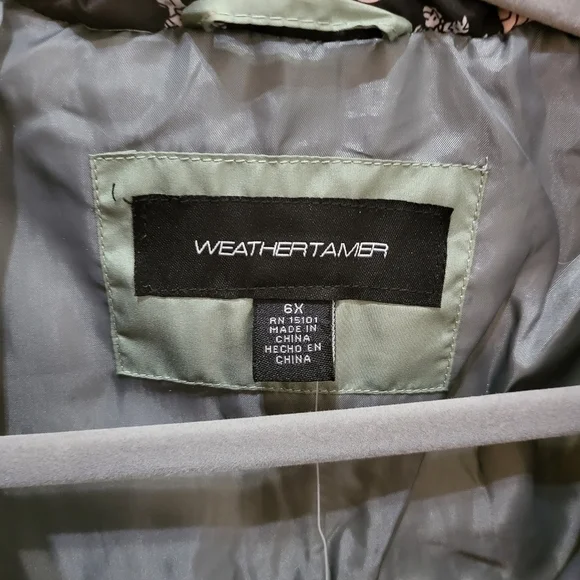 WEATHERTAMER
6X
RN 15101
MADE IN
CHINA
HECHO EN
CHINA